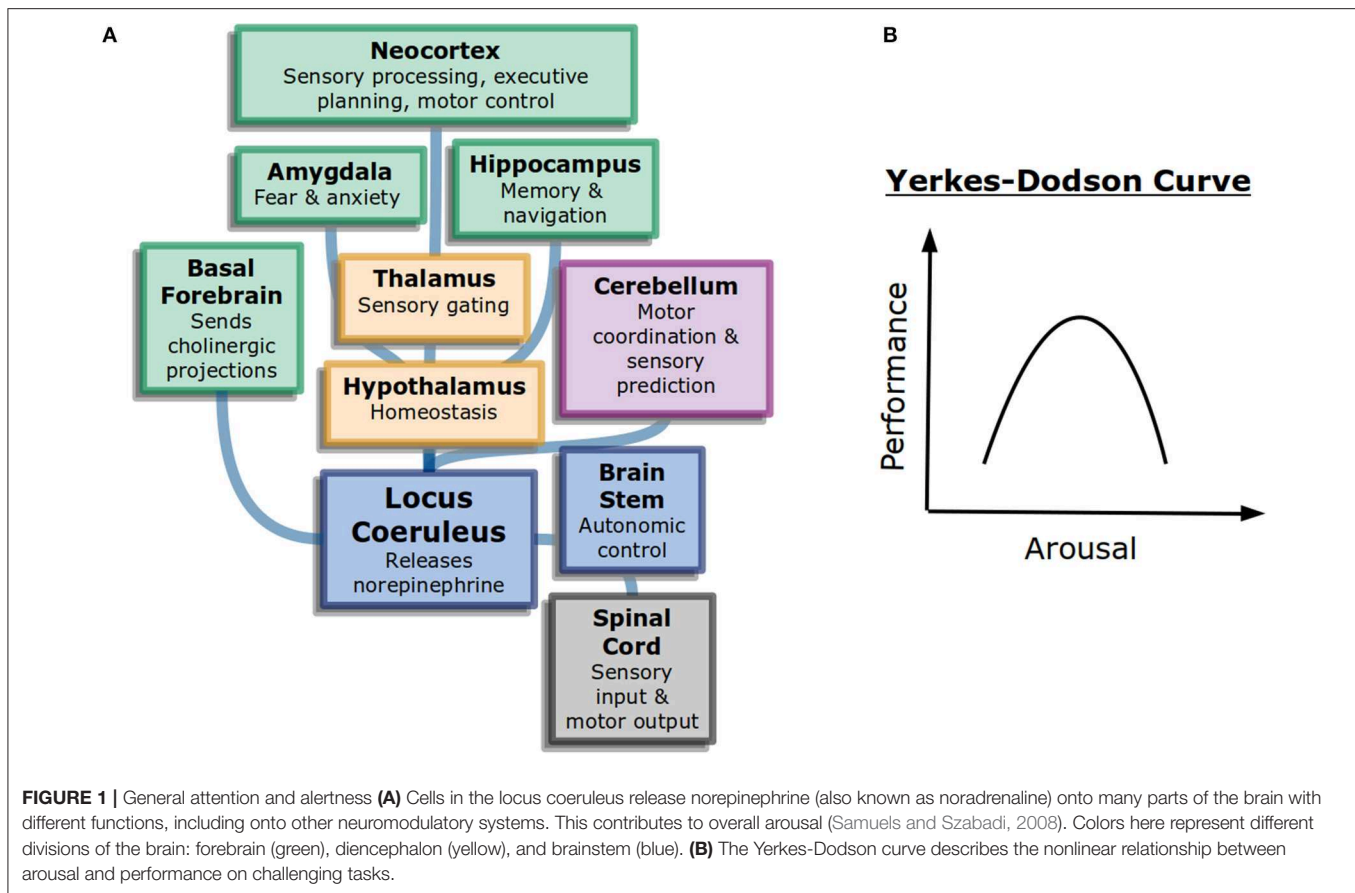 A
Neocortex
Sensory processing, executive
planning, motor control
Amygdala
Fear & anxiety
Hippocampus
Memory &
navigation
Basal
Forebrain
Sends
cholinergic
projections
Thalamus
Sensory gating
Cerebellum
Motor
coordination &
sensory
prediction
Hypothalamus
Homeostasis
Locus
Coeruleus
Releases
norepinephrine
Brain
Stem
Autonomic
control
Spinal
Cord
Sensory
input &
motor output
B
Yerkes-Dodson Curve
Performance
Arousal
FIGURE 1 | General attention and alertness (A) Cells in the locus coeruleus release norepinephrine (also known as noradrenaline) onto many parts of the brain with
different functions, including onto other neuromodulatory systems. This contributes to overall arousal (Samuels and Szabadi, 2008). Colors here represent different
divisions of the brain: forebrain (green), diencephalon (yellow), and brainstem (blue). (B) The Yerkes-Dodson curve describes the nonlinear relationship between
arousal and performance on challenging tasks.